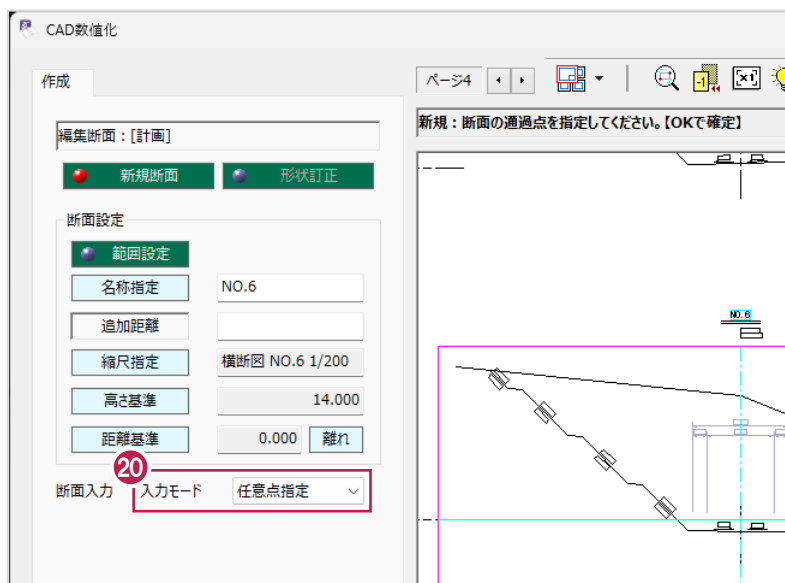 CAD数値化
作成
ページ4
-1
×1
新規：断面の通過点を指定してください。【OKで確定】
編集断面：[計画]
新規断面
形状訂正
断面設定
範囲設定
名称指定 NO.6
追加距離
縮尺指定 横断図 NO.6 1/200
高さ基準 14.000
距離基準 0.000 離れ
20
断面入力 入力モード 任意点指定
NO.6